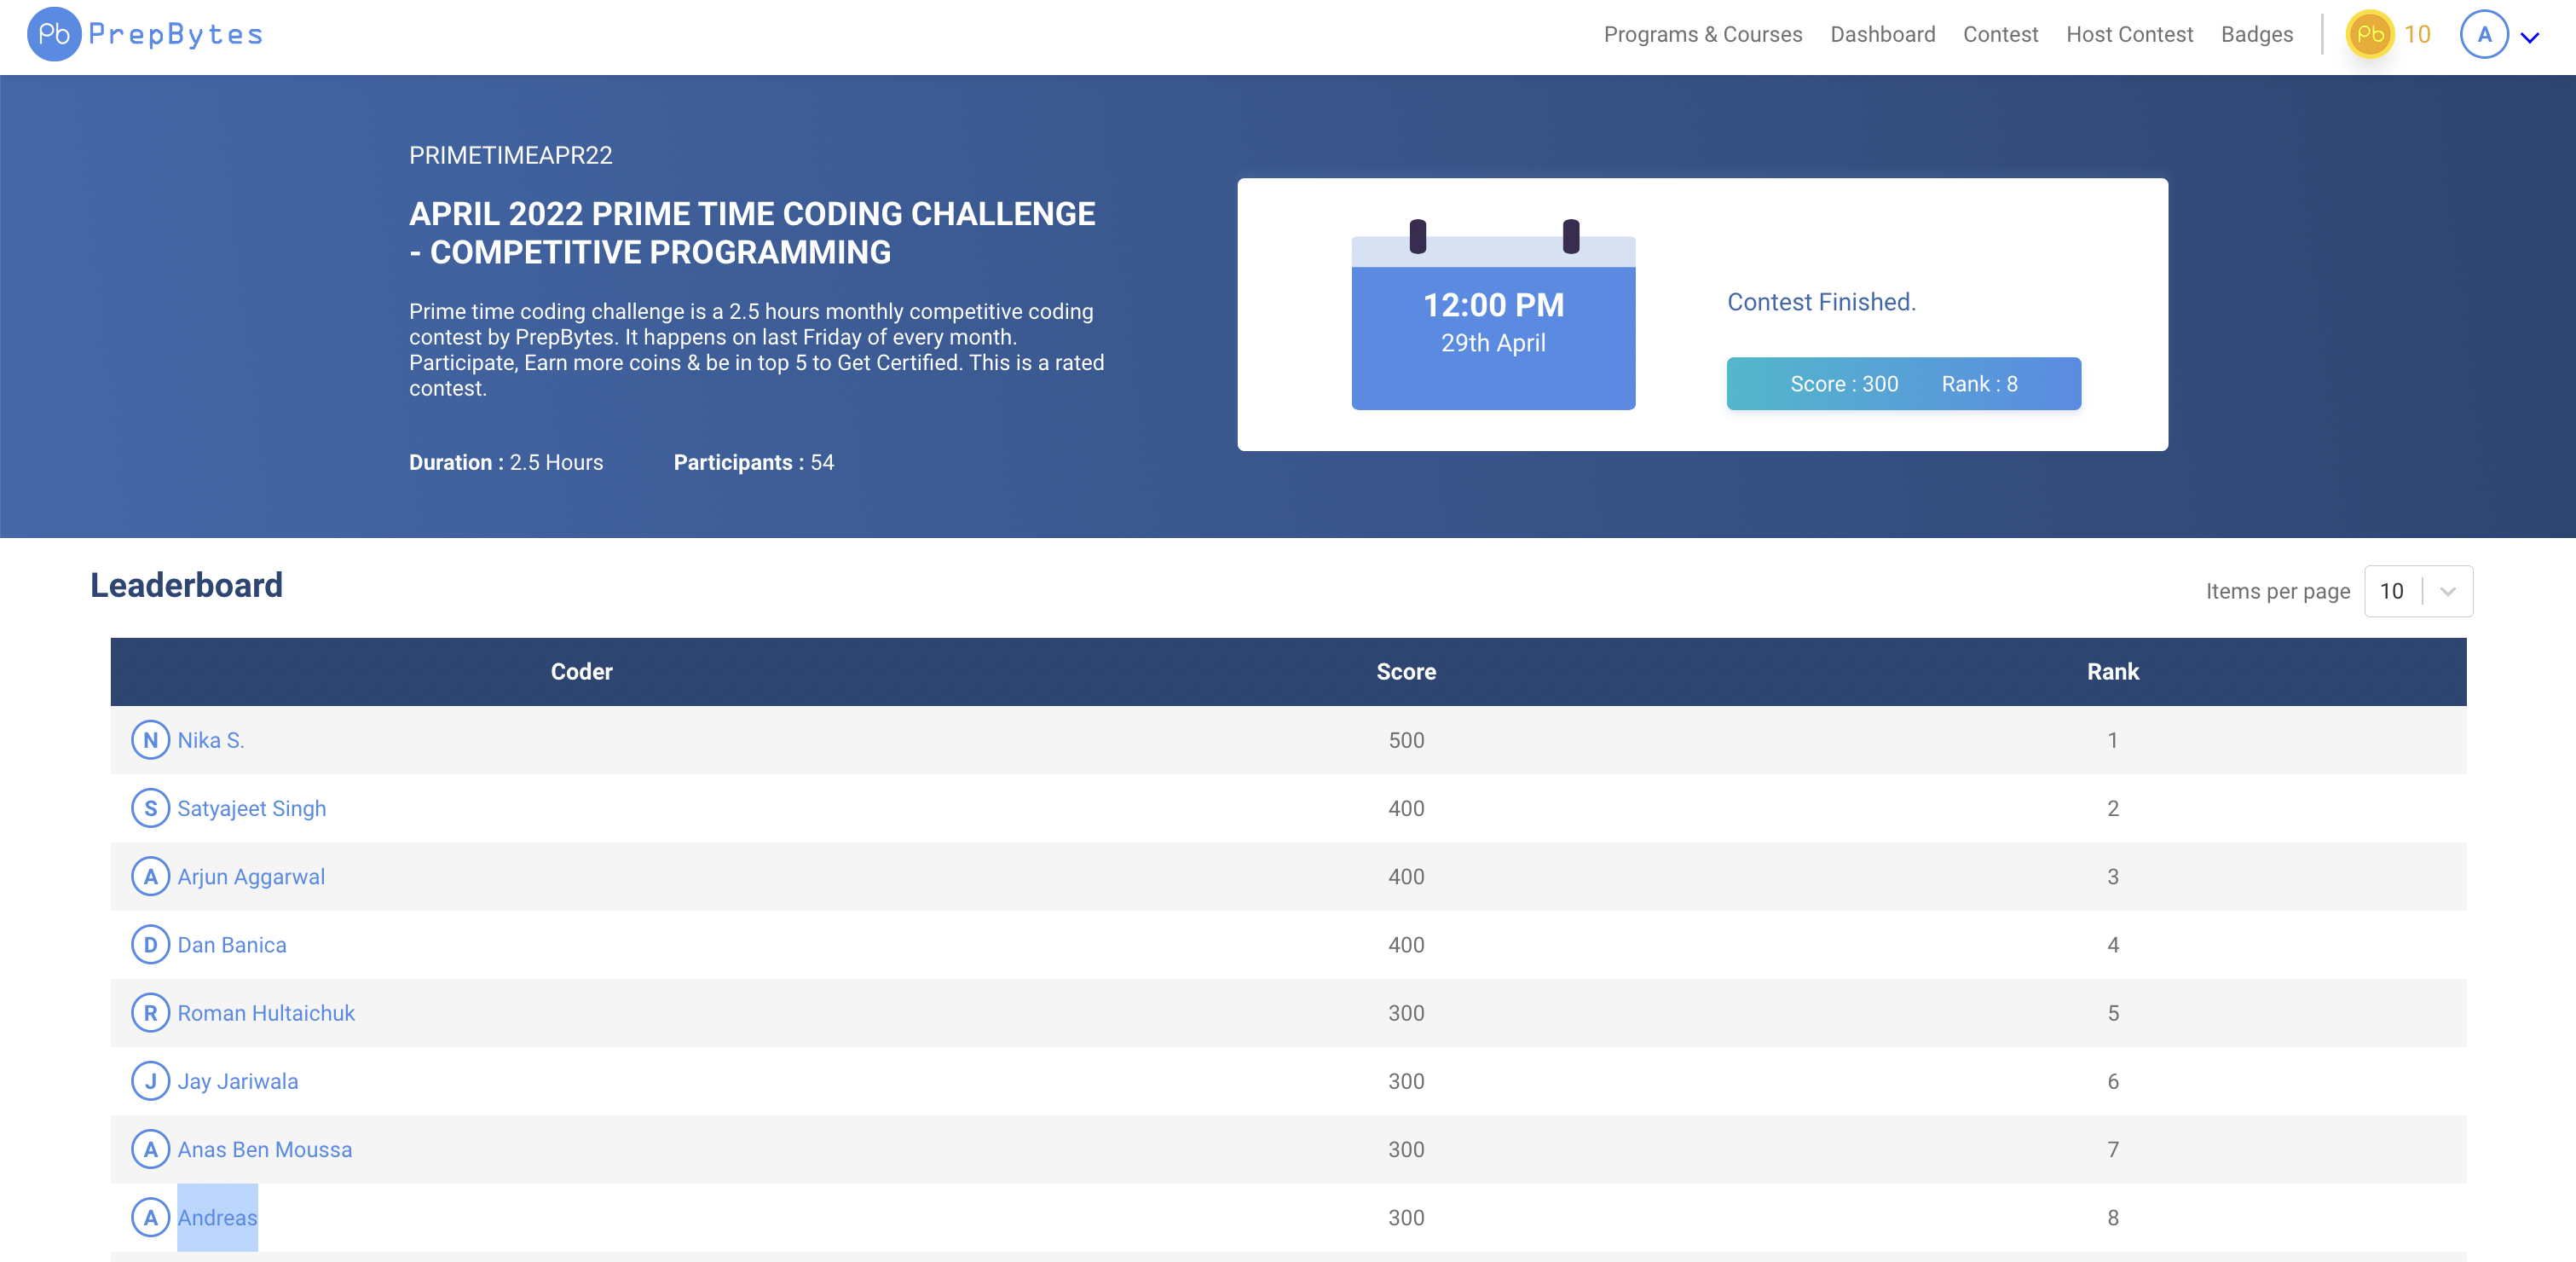 Pb PrepBytes
Programs & Courses Dashboard Contest Host Contest Badges Pb 10 A
PRIMETIMEAPR22
APRIL 2022 PRIME TIME CODING CHALLENGE
- COMPETITIVE PROGRAMMING
Prime time coding challenge is a 2.5 hours monthly competitive coding
contest by PrepBytes. It happens on last Friday of every month.
Participate, Earn more coins & be in top 5 to Get Certified. This is a rated
contest.
Duration : 2.5 Hours Participants : 54
12:00 PM
29th April
Contest Finished.
Score : 300 Rank : 8
Leaderboard
Items per page 10
Coder Score Rank
N Nika S. 500 1
S Satyajeet Singh 400 2
A Arjun Aggarwal 400 3
D Dan Banica 400 4
R Roman Hultaichuk 300 5
J Jay Jariwala 300 6
A Anas Ben Moussa 300 7
A Andreas 300 8